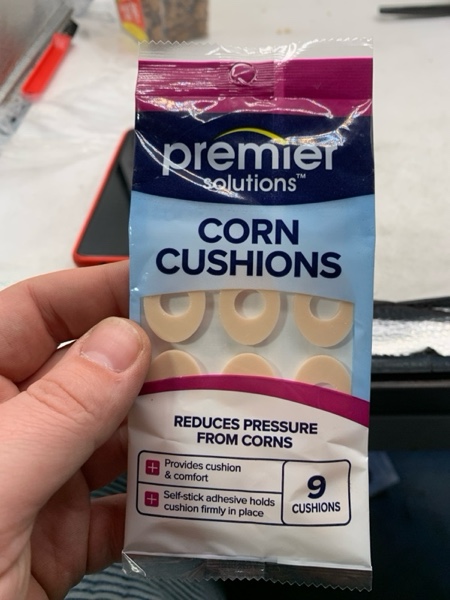 premier
solutions™
CORN
CUSHIONS
REDUCES PRESSURE
FROM CORNS
Provides cushion
& comfort
Self-stick adhesive holds
cushion firmly in place
9
CUSHIONS